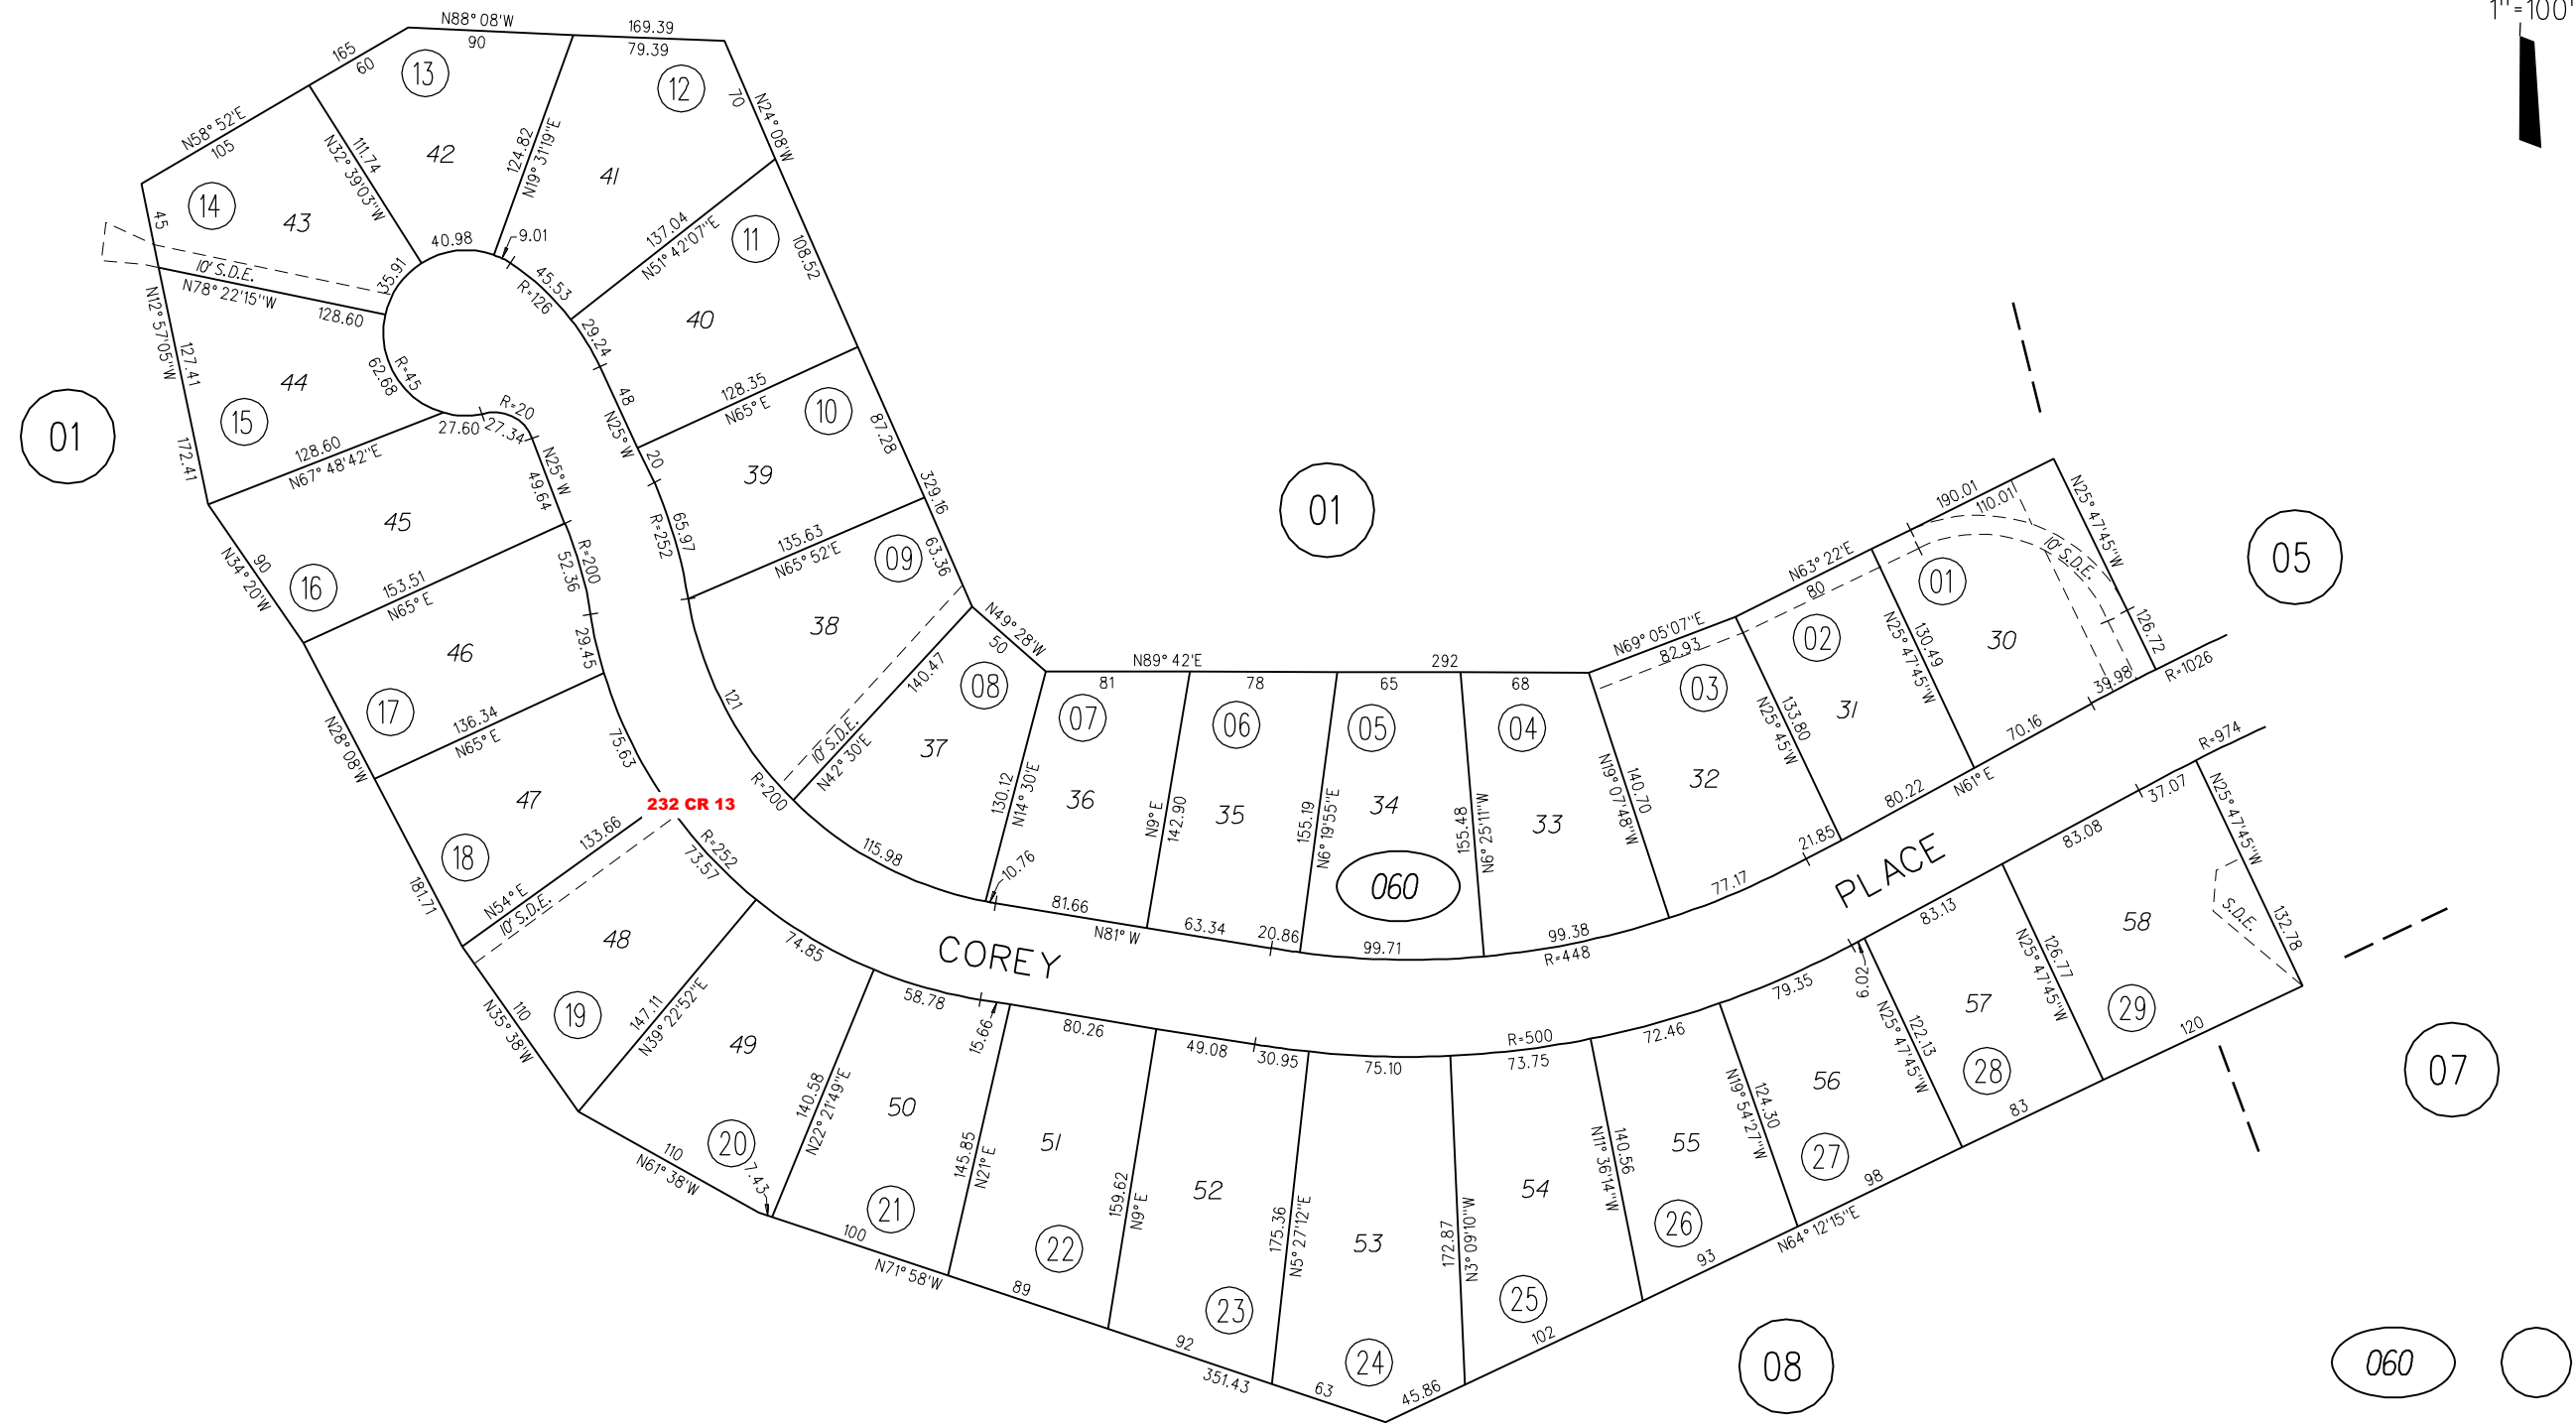 1"=100'
N88° 08'W
169.39
90
79.39
165
60
13
12
70
N24° 08'W
N58° 52'E
105
111.74
N32° 39'03"W
42
124.82
N19° 31'19"E
41
14
43
45
40.98
9.01
137.04
N51° 42'07"E
11
108.52
35.91
10' S.D.E.
N78° 22'15"W
128.60
45.53
R=126
40
29.24
N12° 57'05"W
127.41
44
R=45
62.68
15
128.35
N65° E
10
48
N25° W
01
172.41
128.60
N67° 48'42"E
R=20
27.60
27.34
N25° W
49.64
20
39
87.28
329.16
45
R=252
65.97
135.63
N65° 52'E
09
63.36
N34° 20'W
90
16
153.51
N65° E
R=200
52.36
38
46
29.45
17
136.34
N65° E
N28° 08'W
75.63
121
R=200
10' S.D.E.
N42° 30'E
140.47
N49° 28'W
50
08
37
47
232 CR 13
18
133.66
N54° E
10' S.D.E.
181.71
R=252
73.57
48
19
110
N35° 38'W
147.11
N39° 22'52"E
74.85
49
20
110
N61° 38'W
7.43
115.98
10.76
130.12
N14° 30'E
01
N89° 42'E
292
81
78
65
68
07
06
05
04
36
N9° E
142.90
35
155.19
N6° 19'55"E
34
155.48
N6° 25'11"W
33
060
81.66
N81° W
63.34
20.86
99.71
99.38
R=448
N69° 05'07"E
82.93
N63° 22'E
80
190.01
110.01
03
02
01
10' S.D.E.
N25° 47'45"W
126.72
05
32
31
30
N19° 07'48"W
140.70
N25° 45'W
133.80
N25° 47'45"W
130.49
77.17
21.85
80.22
N61° E
70.16
39.98
R=1026
R=974
COREY
PLACE
58.78
15.66
80.26
49.08
30.95
75.10
R=500
73.75
72.46
79.35
6.02
83.13
83.08
37.07
N25° 47'45"W
S.D.E.
132.78
140.58
N22° 21'49"E
50
21
145.85
N21° E
51
22
159.62
N9° E
52
23
175.36
N5° 27'12"E
53
24
172.87
N3° 09'10"W
54
25
N11° 36'14"W
140.56
55
26
N19° 54'27"W
124.30
56
27
N25° 47'45"W
122.13
57
28
N25° 47'45"W
126.77
58
29
100
N71° 58'W
89
92
351.43
63
45.86
102
93
N64° 12'15"E
98
83
120
07
08
060